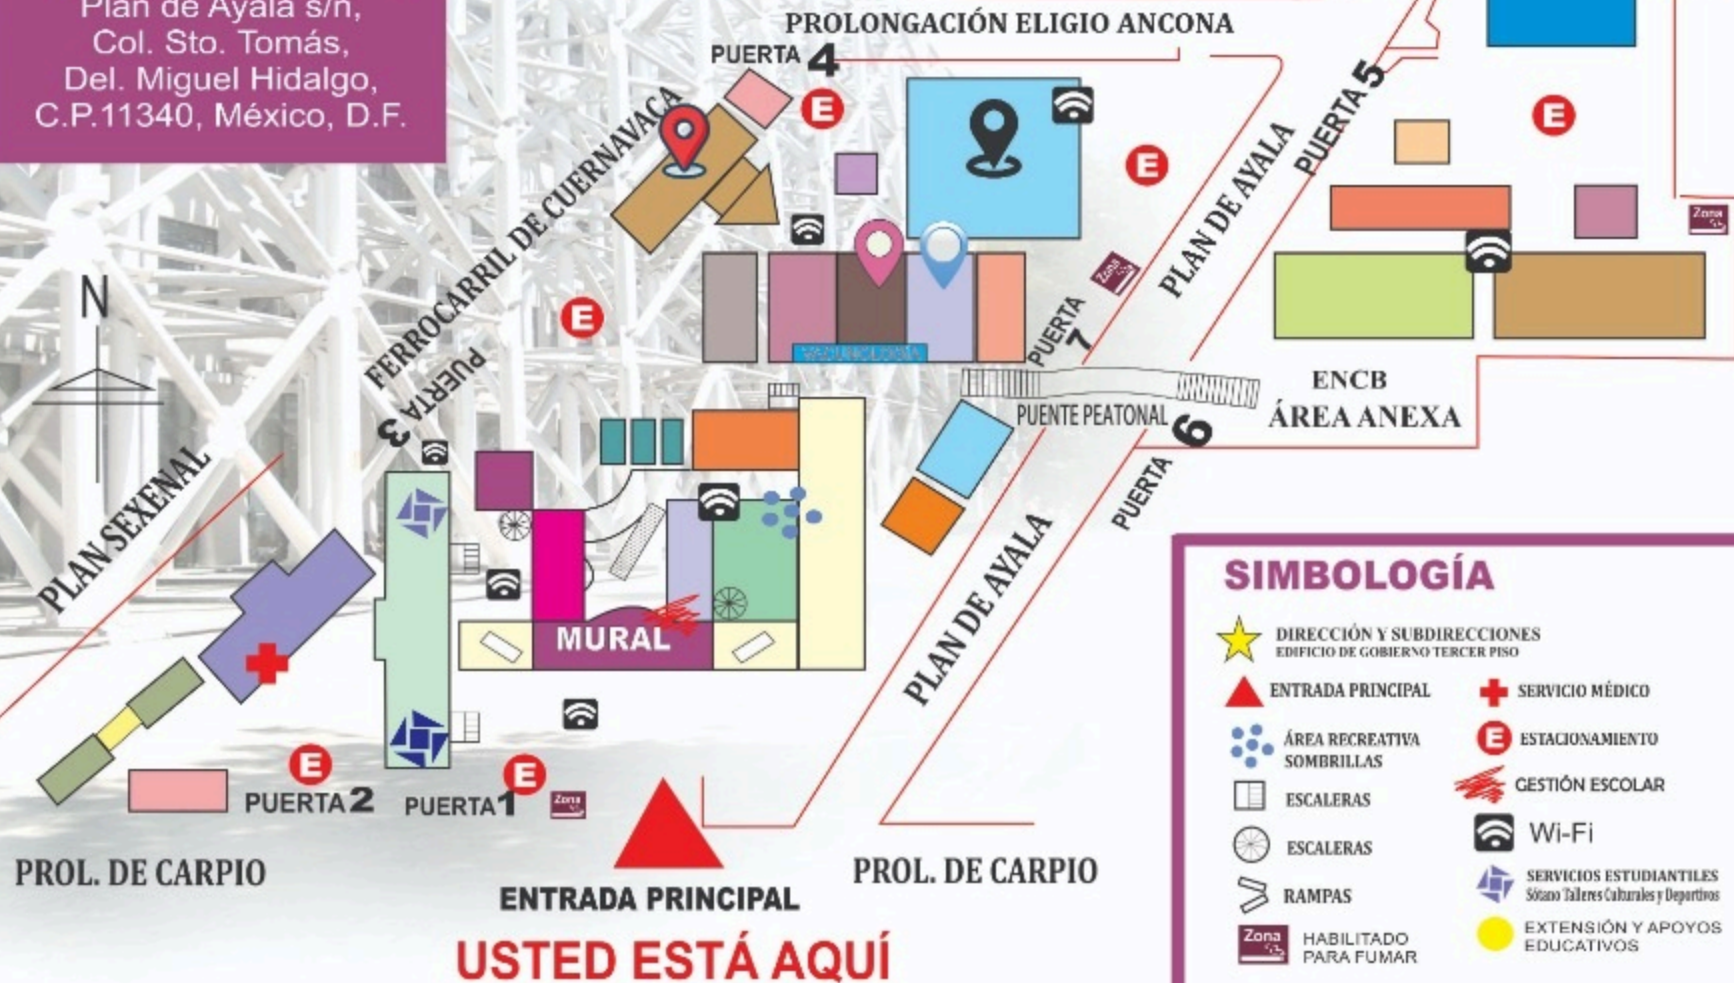 Plan de Ayala s/n,
Col. Sto. Tomás,
Del. Miguel Hidalgo,
C.P.11340, México, D.F.
PROLONGACIÓN ELIGIO ANCONA
PUERTA 4
E
E
E
FERROCARRIL DE CUERNAVACA
PLAN DE AYALA
PUERTA 5
Zona
Zona
N
E
PUERTA 3
VACUNOLOGÍA
PUERTA 7
PUENTE PEATONAL
PUERTA 6
ENCB
ÁREA ANEXA
PLAN SEXENAL
MURAL
PLAN DE AYALA
E
PUERTA 2
E
PUERTA 1
Zona
PROL. DE CARPIO
PROL. DE CARPIO
ENTRADA PRINCIPAL
USTED ESTÁ AQUÍ
SIMBOLOGÍA
DIRECCIÓN Y SUBDIRECCIONES
EDIFICIO DE GOBIERNO TERCER PISO
ENTRADA PRINCIPAL
ÁREA RECREATIVA
SOMBRILLAS
ESCALERAS
ESCALERAS
RAMPAS
Zona
HABILITADO
PARA FUMAR
SERVICIO MÉDICO
E ESTACIONAMIENTO
GESTIÓN ESCOLAR
Wi-Fi
SERVICIOS ESTUDIANTILES
Sótano Talleres Culturales y Deportivos
EXTENSIÓN Y APOYOS
EDUCATIVOS